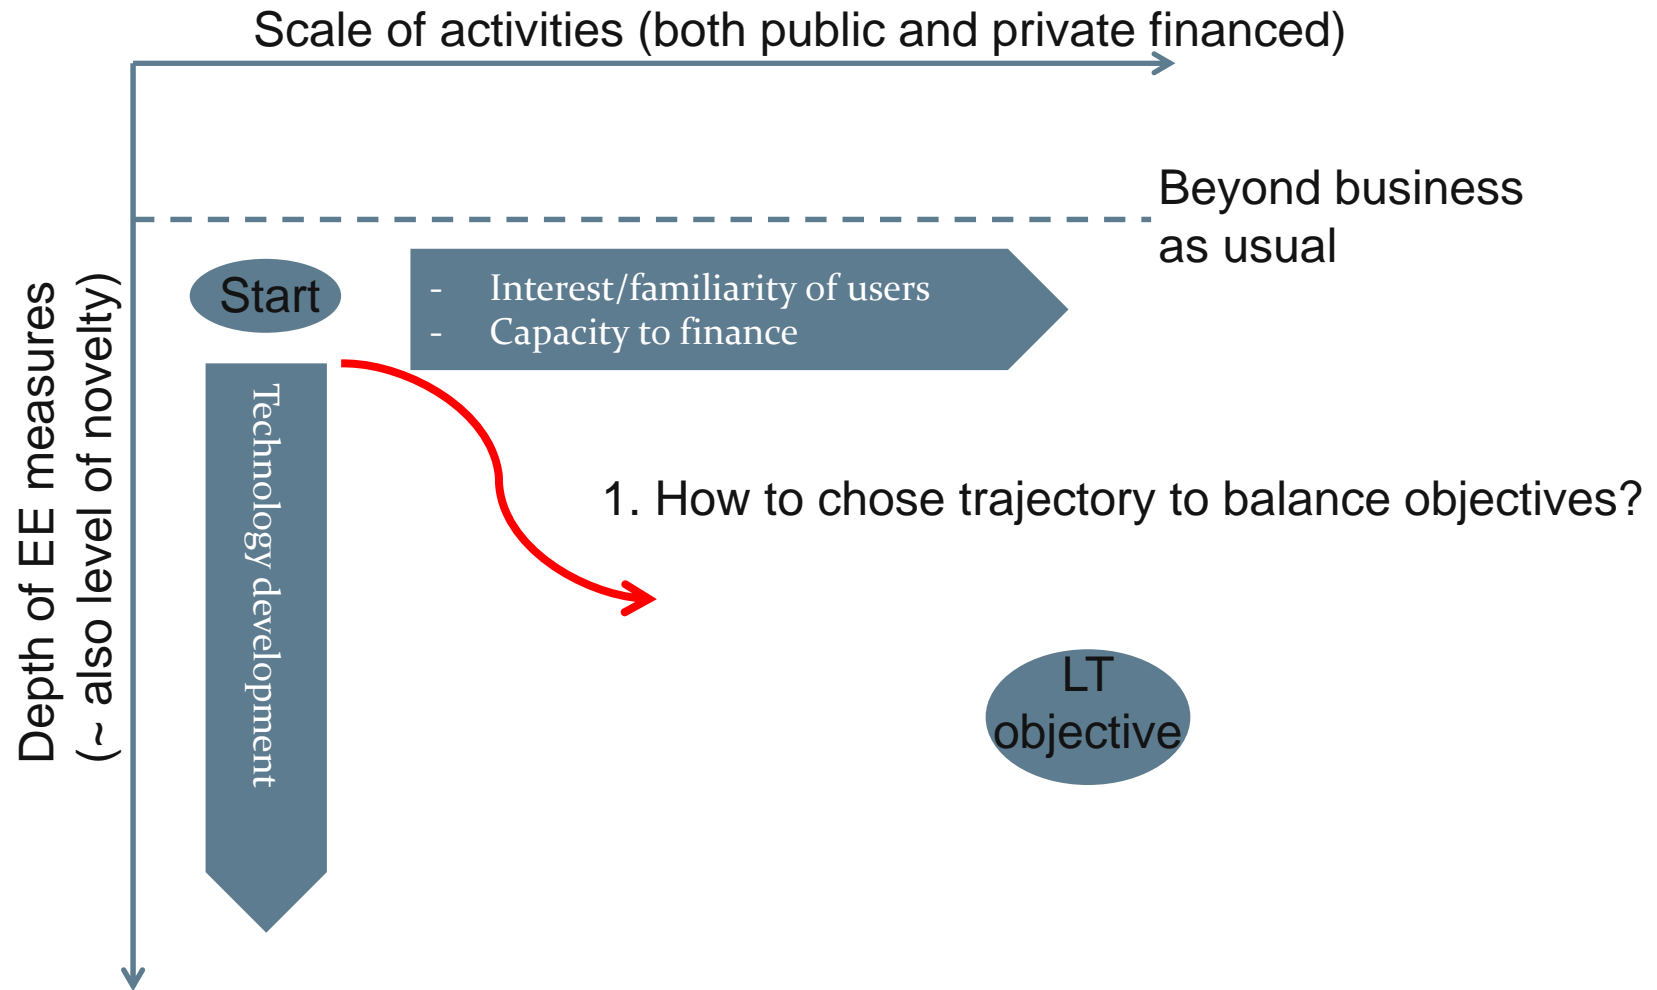 Scale of activities (both public and private financed)
Beyond business
as usual
Start
- Interest/familiarity of users
- Capacity to finance
Depth of EE measures
(~ also level of novelty)
Technology development
1. How to chose trajectory to balance objectives?
LT
objective